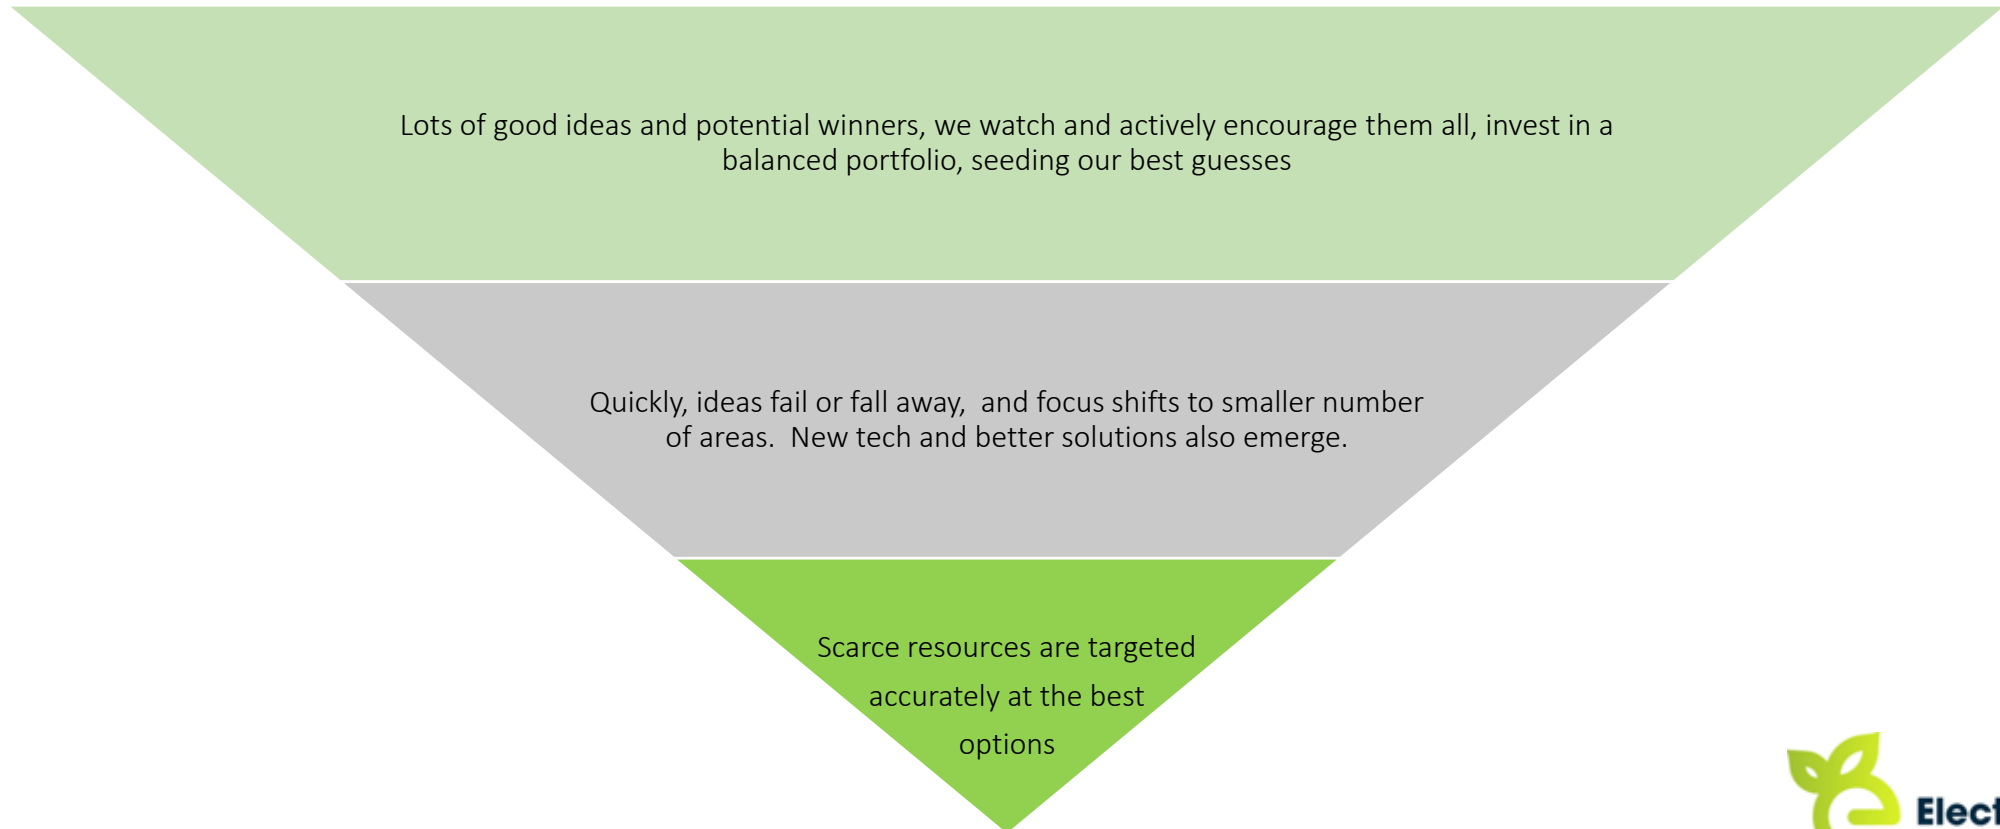 Lots of good ideas and potential winners, we watch and actively encourage them all, invest in a
balanced portfolio, seeding our best guesses
Quickly, ideas fail or fall away,  and focus shifts to smaller number
of areas.  New tech and better solutions also emerge.
Scarce resources are targeted
accurately at the best
options
Elect